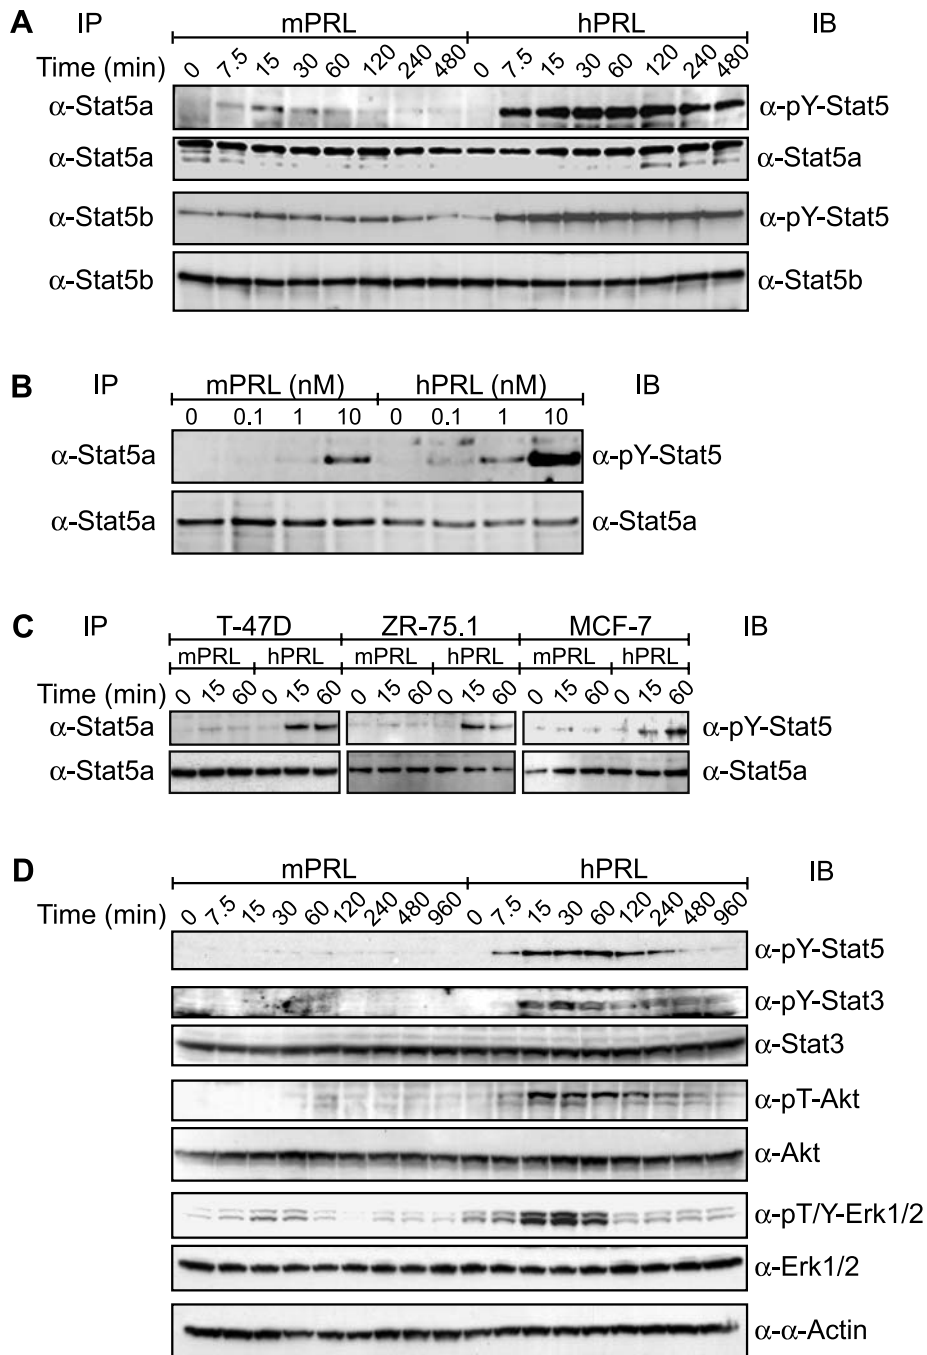 A IP mPRL hPRL IB
Time (min) 0 7.5 15 30 60 120 240 480 0 7.5 15 30 60 120 240 480
α-Stat5a α-pY-Stat5
α-Stat5a α-Stat5a
α-Stat5b α-pY-Stat5
α-Stat5b α-Stat5b
B IP mPRL (nM) hPRL (nM) IB
0 0.1 1 10 0 0.1 1 10
α-Stat5a α-pY-Stat5
α-Stat5a α-Stat5a
C IP T-47D ZR-75.1 MCF-7 IB
mPRL hPRL mPRL hPRL mPRL hPRL
Time (min) 0 15 60 0 15 60 0 15 60 0 15 60 0 15 60 0 15 60
α-Stat5a α-pY-Stat5
α-Stat5a α-Stat5a
D mPRL hPRL IB
Time (min) 0 7.5 15 30 60 120 240 480 960 0 7.5 15 30 60 120 240 480 960
α-pY-Stat5
α-pY-Stat3
α-Stat3
α-pT-Akt
α-Akt
α-pT/Y-Erk1/2
α-Erk1/2
α-α-Actin